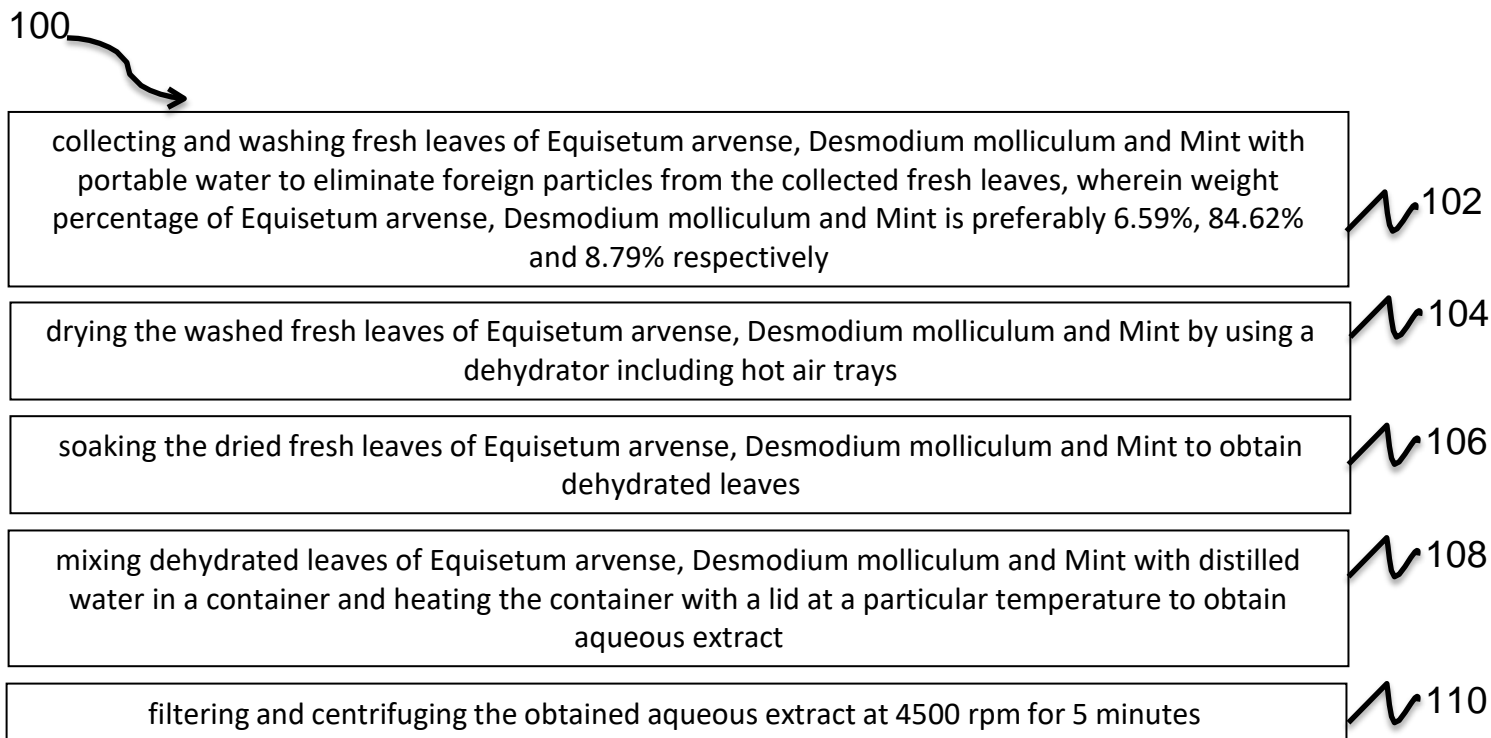 100
collecting and washing fresh leaves of Equisetum arvense, Desmodium molliculum and Mint with
portable water to eliminate foreign particles from the collected fresh leaves, wherein weight
percentage of Equisetum arvense, Desmodium molliculum and Mint is preferably 6.59%, 84.62%
and 8.79% respectively
102
drying the washed fresh leaves of Equisetum arvense, Desmodium molliculum and Mint by using a
dehydrator including hot air trays
104
soaking the dried fresh leaves of Equisetum arvense, Desmodium molliculum and Mint to obtain
dehydrated leaves
106
mixing dehydrated leaves of Equisetum arvense, Desmodium molliculum and Mint with distilled
water in a container and heating the container with a lid at a particular temperature to obtain
aqueous extract
108
filtering and centrifuging the obtained aqueous extract at 4500 rpm for 5 minutes
110